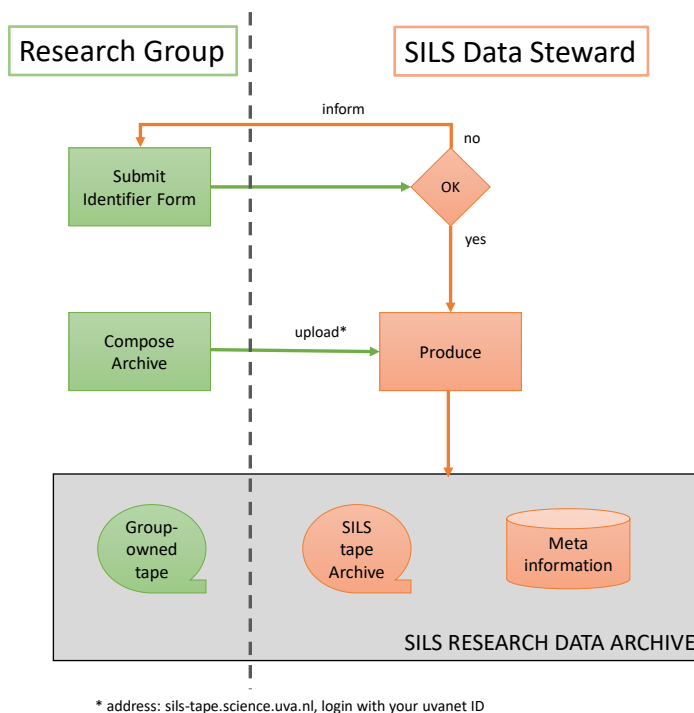 Research Group
SILS Data Steward
inform
no
Submit
Identifier Form
OK
yes
Compose
Archive
upload*
Produce
Group-
owned
tape
SILS
tape
Archive
Meta
information
SILS RESEARCH DATA ARCHIVE
* address: sils-tape.science.uva.nl, login with your uvanet ID